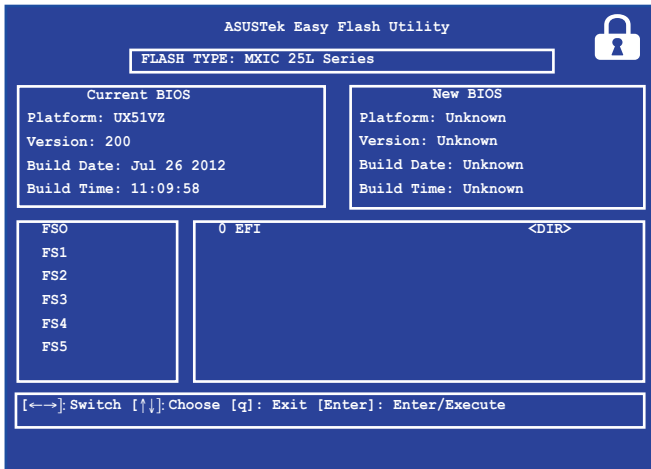 ASUSTek Easy Flash Utility
FLASH TYPE: MXIC 25L Series
Current BIOS
Platform: UX51VZ
Version: 200
Build Date: Jul 26 2012
Build Time: 11:09:58
New BIOS
Platform: Unknown
Version: Unknown
Build Date: Unknown
Build Time: Unknown
FSO
FS1
FS2
FS3
FS4
FS5
0 EFI <DIR>
[←→]: Switch [↑↓]: Choose [q]: Exit [Enter]: Enter/Execute